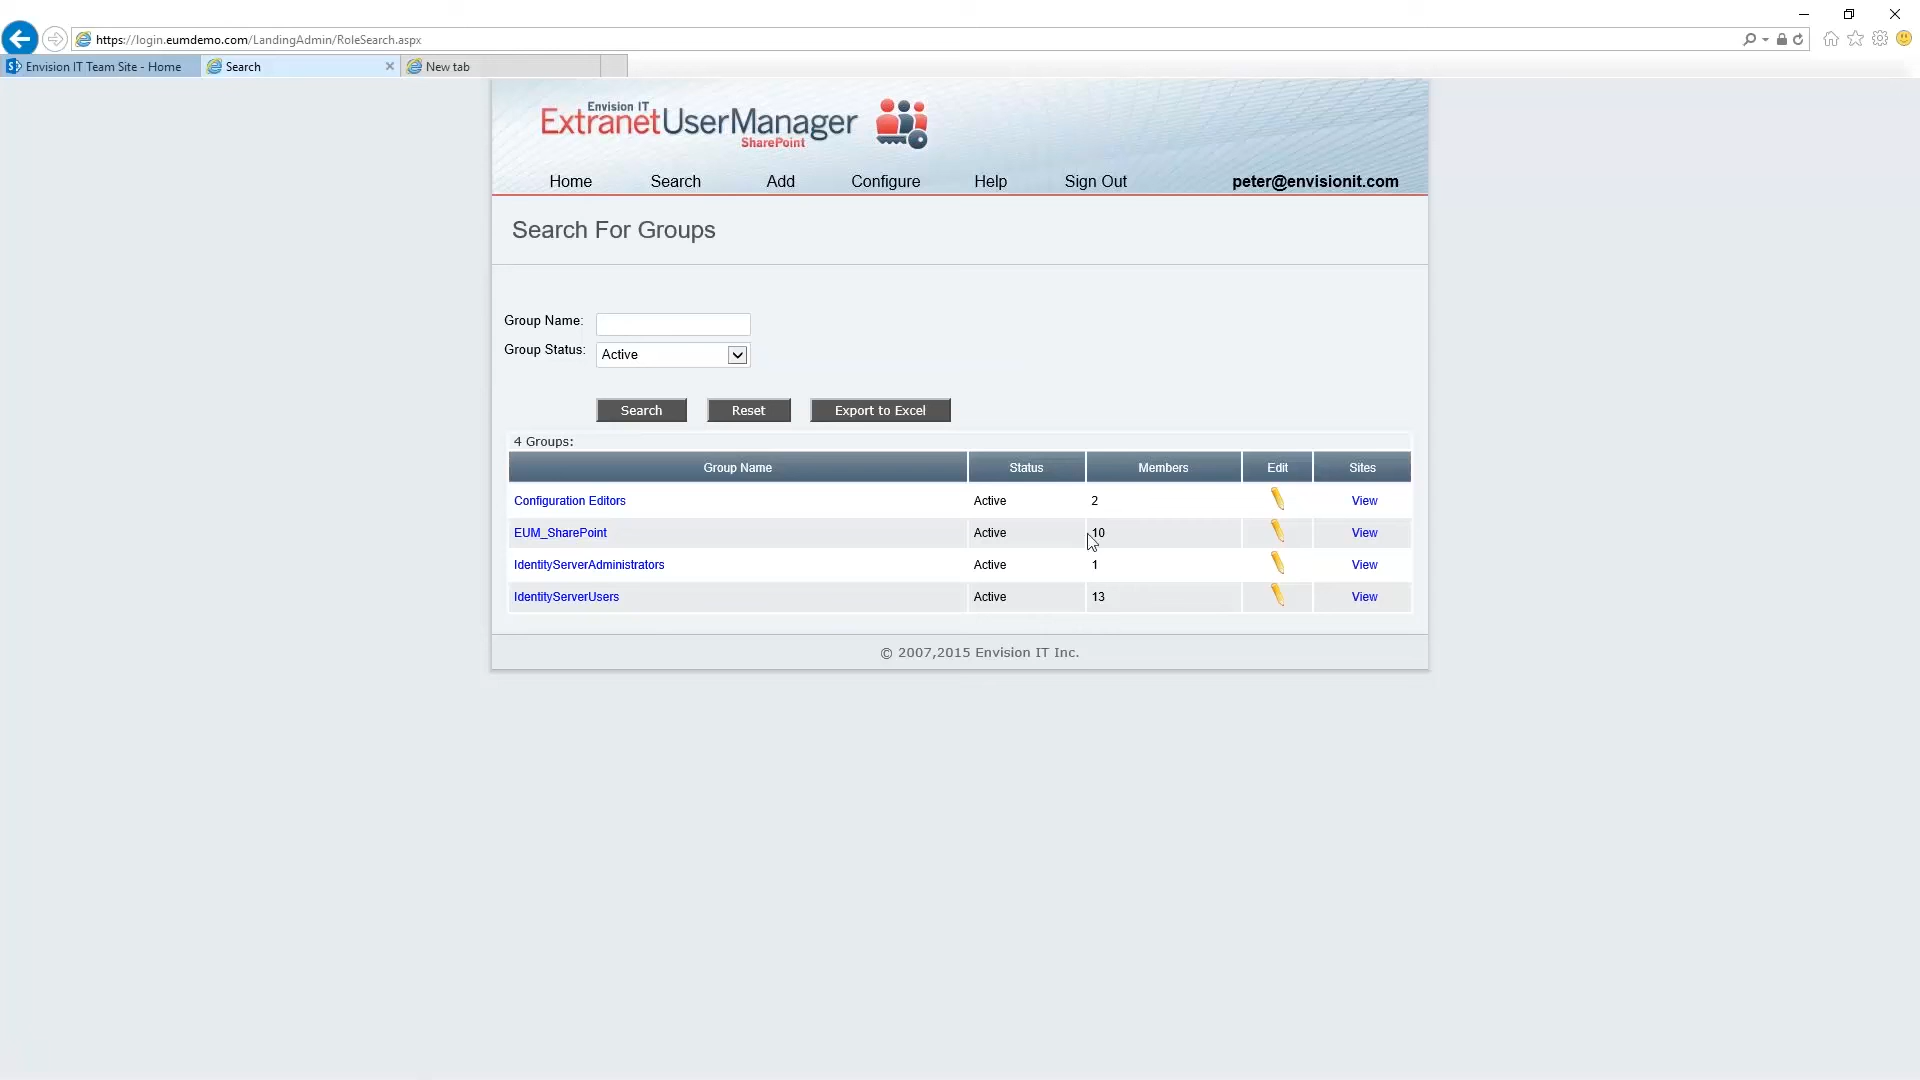 https://login.eumdemo.com/LandingAdmin/RoleSearch.aspx
Envision IT Team Site - Home
Search
New tab
Envision IT
ExtranetUserManager
SharePoint
Home Search Add Configure Help Sign Out peter@envisionit.com
Search For Groups
Group Name:
Group Status: Active
Search Reset Export to Excel
4 Groups:
Group Name Status Members Edit Sites
Configuration Editors Active 2 View
EUM_SharePoint Active 10 View
IdentityServerAdministrators Active 1 View
IdentityServerUsers Active 13 View
© 2007,2015 Envision IT Inc.